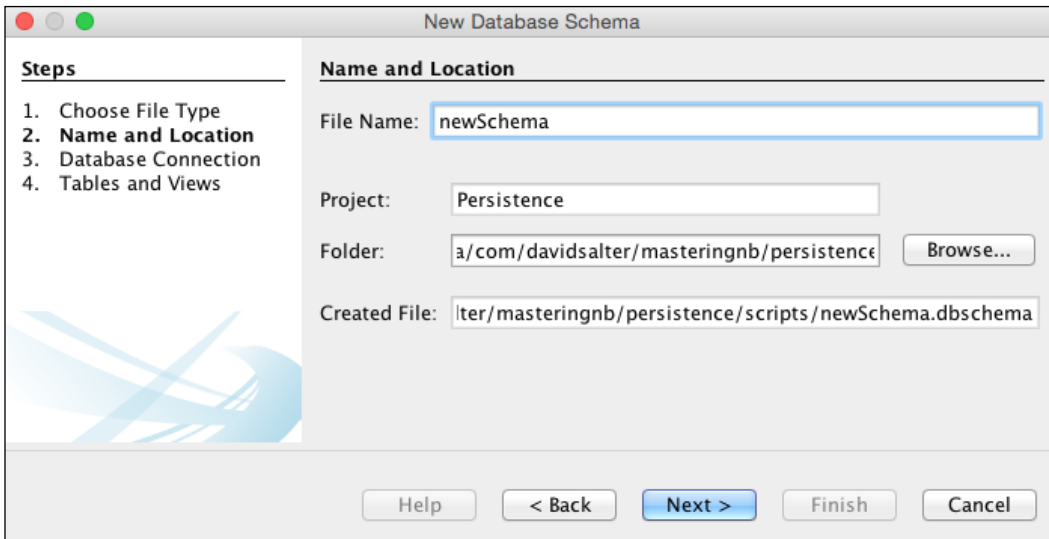 New Database Schema
Steps
1. Choose File Type
2. Name and Location
3. Database Connection
4. Tables and Views
Name and Location
File Name: newSchema
Project: Persistence
Folder: a/com/davidsalter/masteringnb/persistence Browse...
Created File: lter/masteringnb/persistence/scripts/newSchema.dbschema
Help < Back Next > Finish Cancel